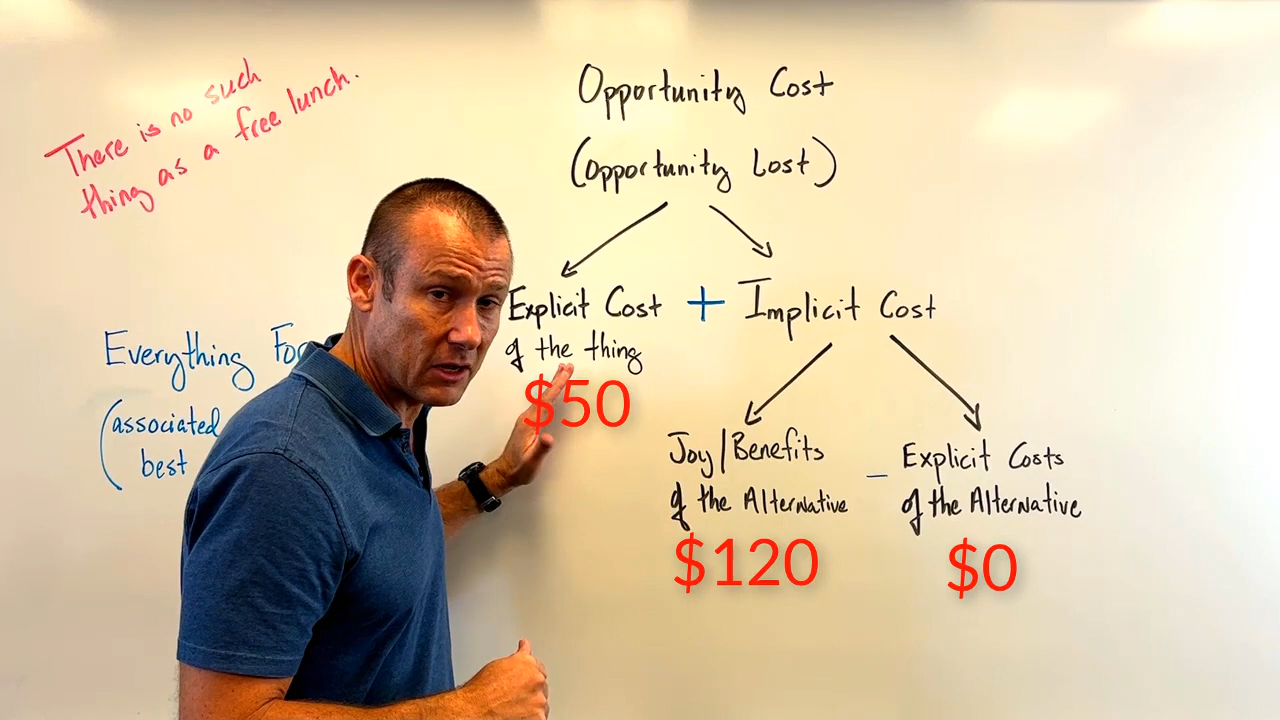 There is no such
thing as a free lunch.
Opportunity Cost
(Opportunity Lost)
Explicit Cost + Implicit Cost
of the thing
$50
Everything
(associated
best
Joy/Benefits - Explicit Costs
of the Alternative of the Alternative
$120 $0